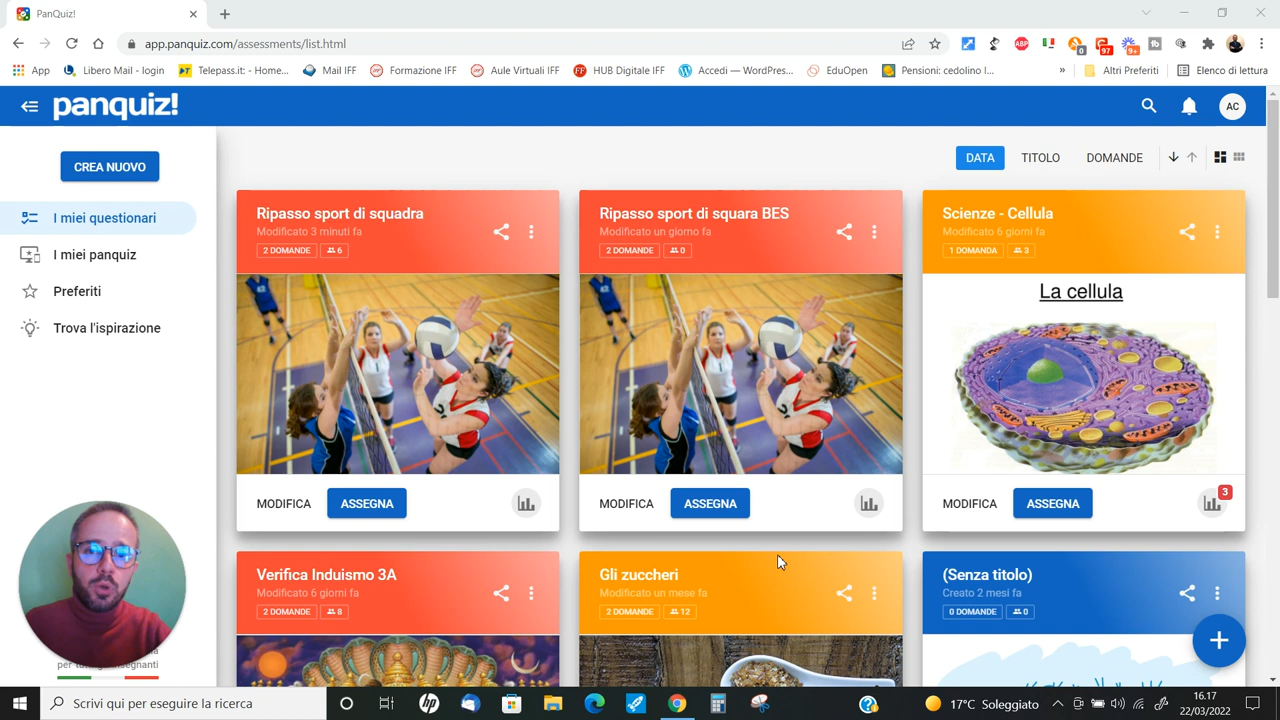 PanQuiz!
app.panquiz.com/assessments/list.html
ABP
0
97
9+
App
Libero Mail - login
Telepass.it: - Home...
Mail IFF
Formazione IFF
Aule Virtuali IFF
HUB Digitale IFF
Accedi — WordPres...
EduOpen
Pensioni: cedolino I...
»
Altri Preferiti
Elenco di lettura
panquiz!
AC
CREA NUOVO
I miei questionari
I miei panquiz
Preferiti
Trova l'ispirazione
DATA TITOLO DOMANDE
Ripasso sport di squadra
Modificato 3 minuti fa
2 DOMANDE 6
MODIFICA ASSEGNA
Ripasso sport di squara BES
Modificato un giorno fa
2 DOMANDE 0
MODIFICA ASSEGNA
Scienze - Cellula
Modificato 6 giorni fa
1 DOMANDA 3
La cellula
MODIFICA ASSEGNA
3
Verifica Induismo 3A
Modificato 6 giorni fa
2 DOMANDE 8
Gli zuccheri
Modificato un mese fa
2 DOMANDE 12
(Senza titolo)
Creato 2 mesi fa
0 DOMANDE 0
+
Scrivi qui per eseguire la ricerca
hp
17°C Soleggiato
16.17
22/03/2022